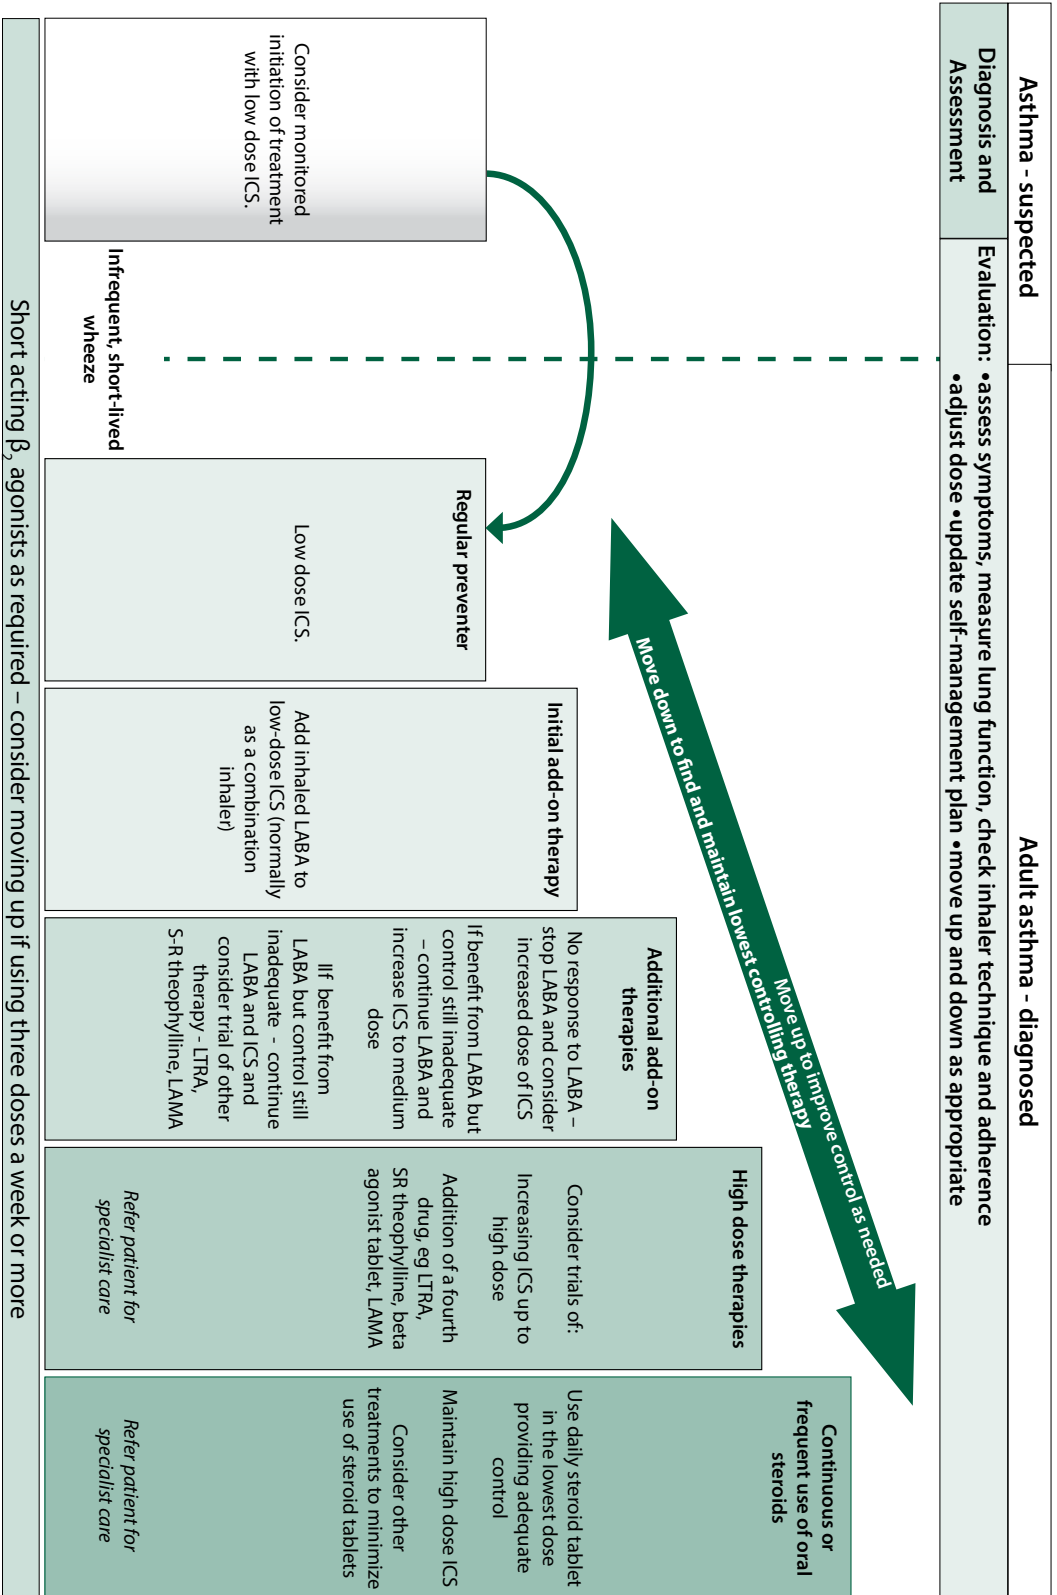 Asthma - suspected
Adult asthma - diagnosed
Diagnosis and
Assessment
Evaluation: •assess symptoms, measure lung function, check inhaler technique and adherence
•adjust dose •update self-management plan •move up and down as appropriate
Move up to improve control as needed
Move down to find and maintain lowest controlling therapy
Consider monitored
initiation of treatment
with low dose ICS.
Infrequent, short-lived
wheeze
Regular preventer
Low dose ICS.
Initial add-on therapy
Add inhaled LABA to
low-dose ICS (normally
as a combination
inhaler)
Additional add-on
therapies
No response to LABA –
stop LABA and consider
increased dose of ICS
If benefit from LABA but
control still inadequate
– continue LABA and
increase ICS to medium
dose
IIf benefit from
LABA but control still
inadequate - continue
LABA and ICS and
consider trial of other
therapy - LTRA,
S-R theophylline, LAMA
High dose therapies
Consider trials of:
Increasing ICS up to
high dose
Addition of a fourth
drug, eg LTRA,
SR theophylline, beta
agonist tablet, LAMA
Refer patient for
specialist care
Continuous or
frequent use of oral
steroids
Use daily steroid tablet
in the lowest dose
providing adequate
control
Maintain high dose ICS
Consider other
treatments to minimize
use of steroid tablets
Refer patient for
specialist care
Short acting β₂ agonists as required – consider moving up if using three doses a week or more